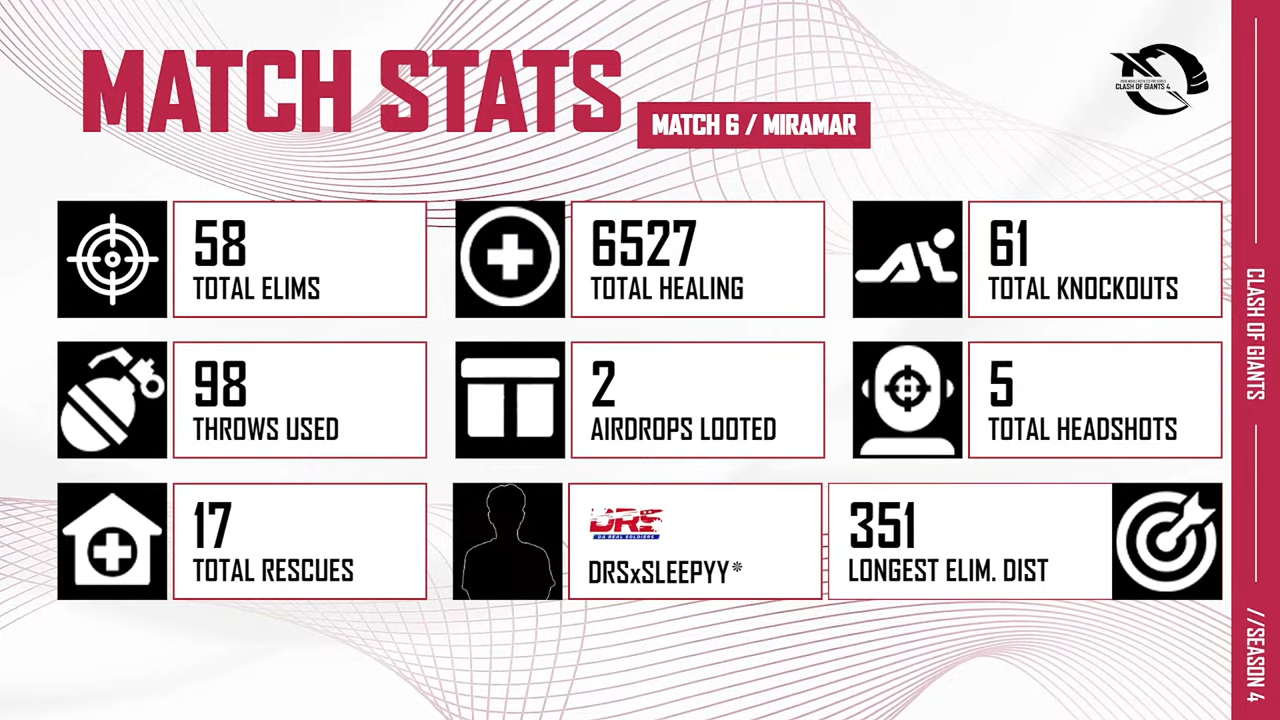 MATCH STATS
MATCH 6 / MIRAMAR
CLASH OF GIANTS 4
58
TOTAL ELIMS
6527
TOTAL HEALING
61
TOTAL KNOCKOUTS
98
THROWS USED
2
AIRDROPS LOOTED
5
TOTAL HEADSHOTS
17
TOTAL RESCUES
DRS
DA REAL SOLDIERS
DRSxSLEEPYY*
351
LONGEST ELIM. DIST
CLASH OF GIANTS
//SEASON 4